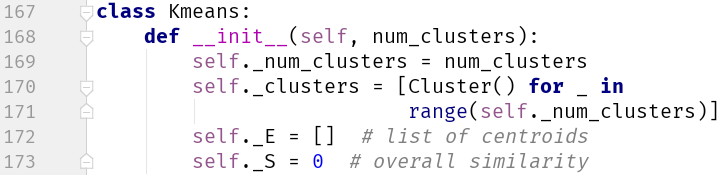 167 class Kmeans:
168 def __init__(self, num_clusters):
169 self._num_clusters = num_clusters
170 self._clusters = [Cluster() for _ in
171 range(self._num_clusters)]
172 self._E = [] # list of centroids
173 self._S = 0 # overall similarity